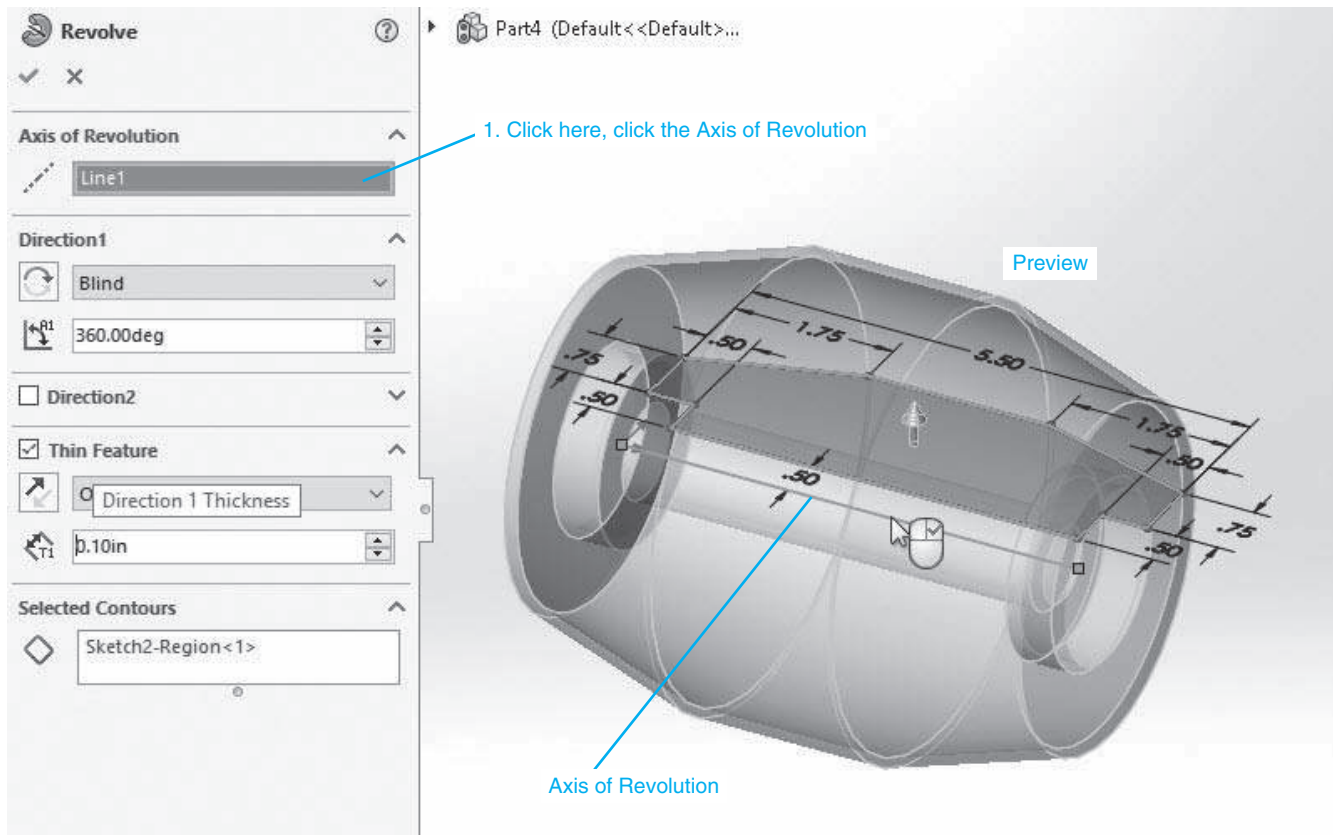 Revolve
Part4 (Default<<Default>...
Axis of Revolution
1. Click here, click the Axis of Revolution
Line1
Direction1
Blind
360.00deg
Direction2
Thin Feature
O
Direction 1 Thickness
0.10in
Selected Contours
Sketch2-Region<1>
Preview
1.75
.50
5.50
.75
.50
1.75
.50
.50
.75
.50
Axis of Revolution
A1
T1
?